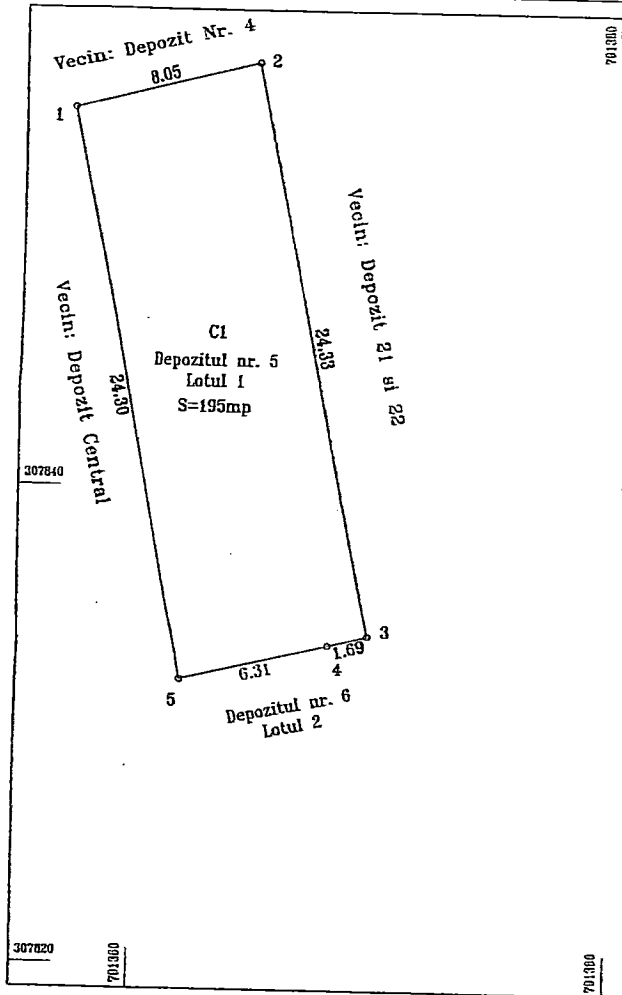 701380
Vecin: Depozit Nr. 4
8.05
2
1
Vecin: Depozit 21 si 22
Vecin: Depozit Central
C1
Depozitul nr. 5
Lotul 1
S=195mp
24.33
24.30
307840
3
1.69
4
6.31
5
Depozitul nr. 6
Lotul 2
307820
701360
701380